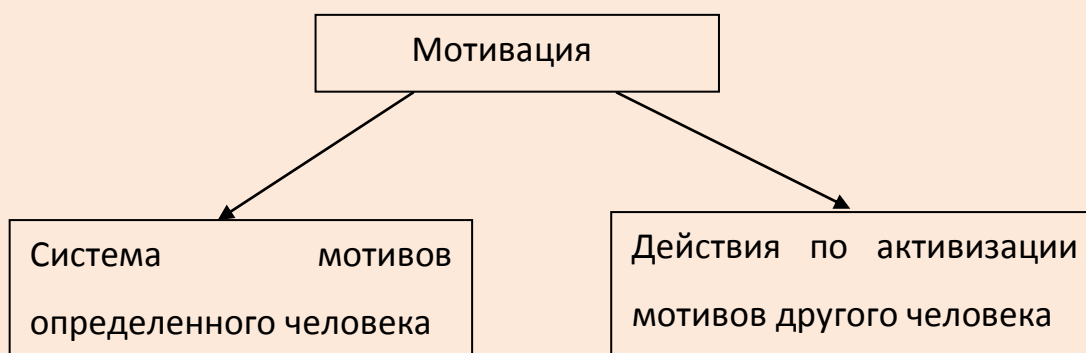 Мотивация
Система мотивов
определенного человека
Действия по активизации
мотивов другого человека